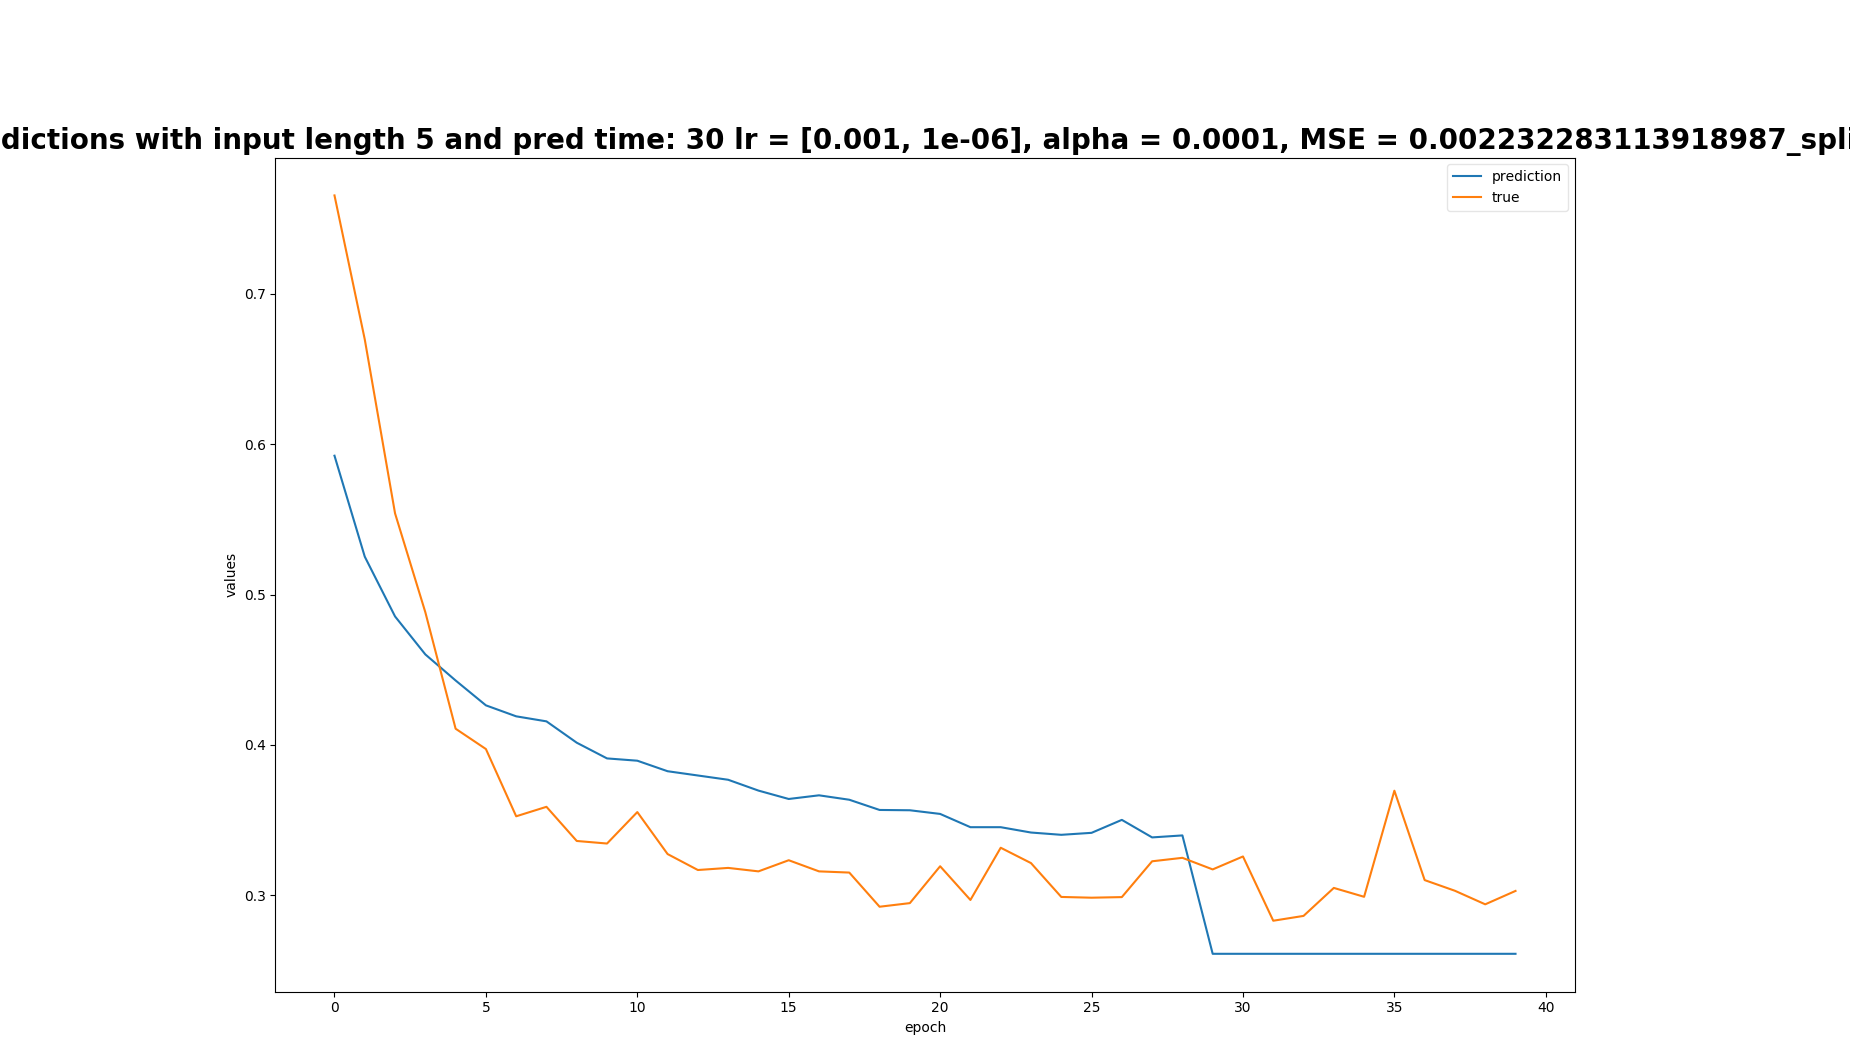 dictions with input length 5 and pred time: 30 lr = [0.001, 1e-06], alpha = 0.0001, MSE = 0.002232283113918987_spli
prediction
true
0.7
0.6
0.5
0.4
0.3
values
0 5 10 15 20 25 30 35 40
epoch